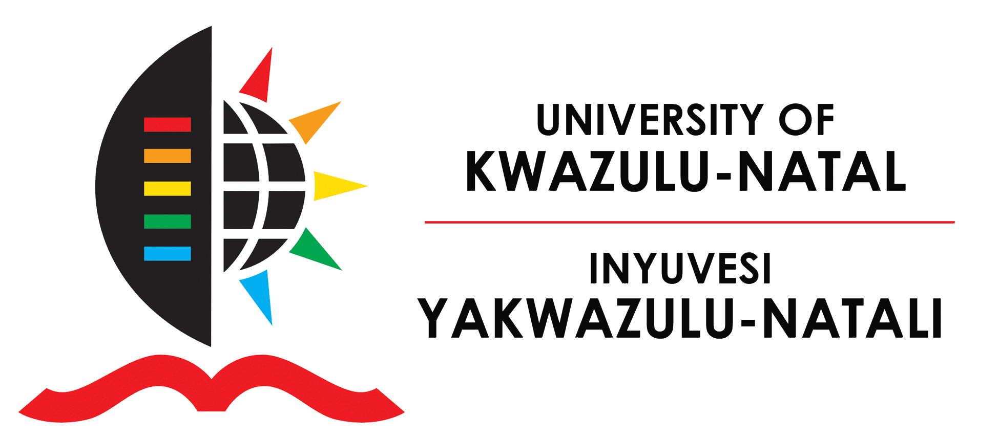 UNIVERSITY OF
KWAZULU-NATAL
INYUVESI
YAKWAZULU-NATALI